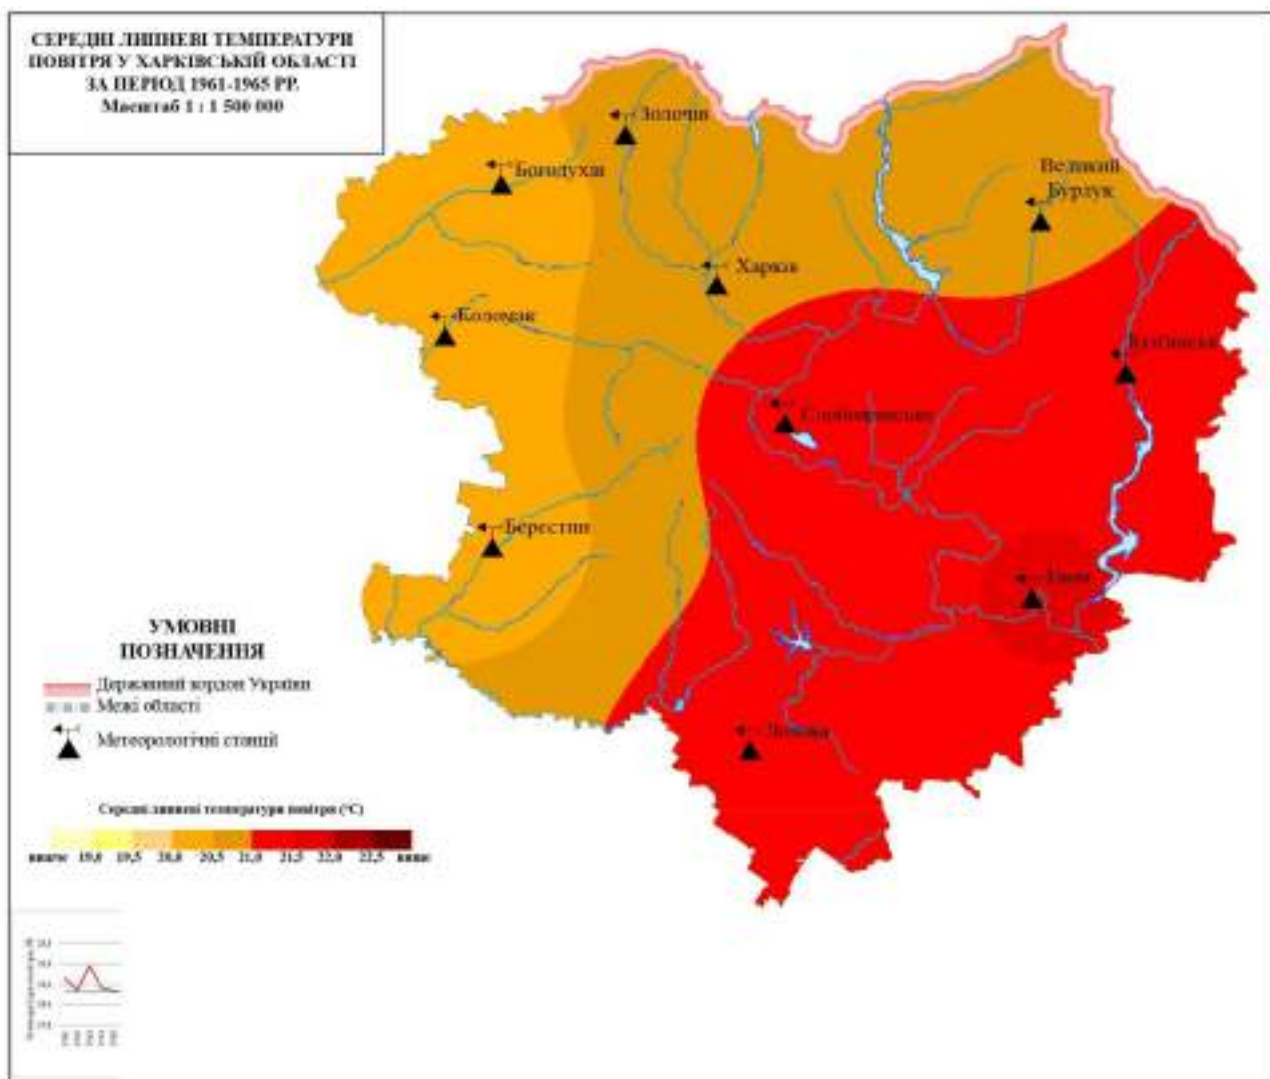 СЕРЕДНІ ЛИПНЕВІ ТЕМПЕРАТУРИ
ПОВІТРЯ У ХАРКІВСЬКІЙ ОБЛАСТІ
ЗА ПЕРІОД 1961-1965 РР.
Масштаб 1 : 1 500 000
Золочів
Богодухів
Великий
Бурлук
Харків
Коломак
Берестин
Ізюм
Лозова
УМОВНІ
ПОЗНАЧЕННЯ
Державний кордон України
Межі області
Метеорологічні станції
Середні липневі температури повітря (°С)
нижче 19,0 19,5 20,0 20,5 21,0 21,5 22,0 22,5 вище